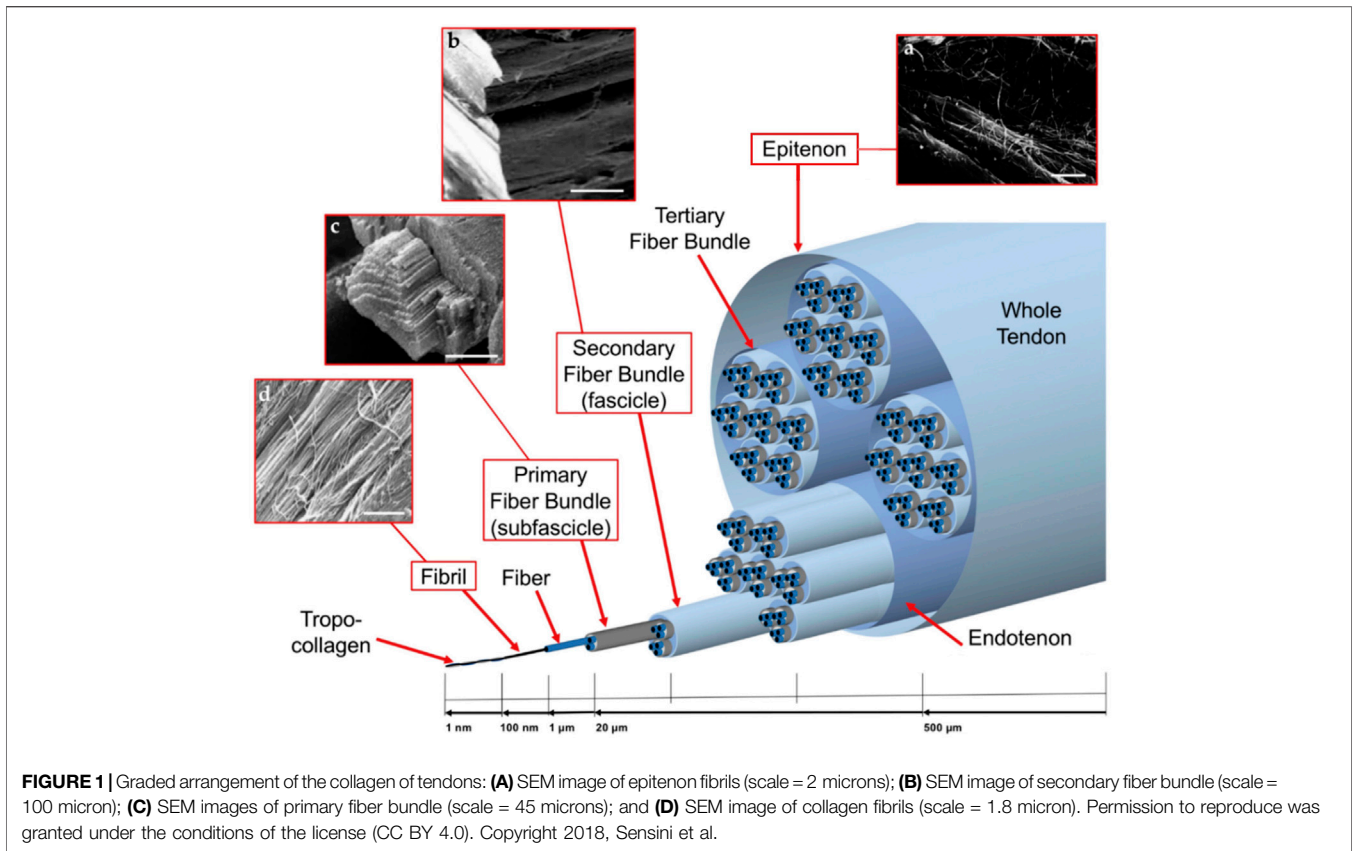 b
a
Epitenon
Tertiary
Fiber Bundle
c
Whole
Tendon
Secondary
Fiber Bundle
(fascicle)
d
Primary
Fiber Bundle
(subfascicle)
Fibril
Fiber
Tropo-
collagen
Endotenon
1 nm 100 nm 1 µm 20 µm 500 µm
FIGURE 1 | Graded arrangement of the collagen of tendons: (A) SEM image of epitenon fibrils (scale = 2 microns); (B) SEM image of secondary fiber bundle (scale =
100 micron); (C) SEM images of primary fiber bundle (scale = 45 microns); and (D) SEM image of collagen fibrils (scale = 1.8 micron). Permission to reproduce was
granted under the conditions of the license (CC BY 4.0). Copyright 2018, Sensini et al.